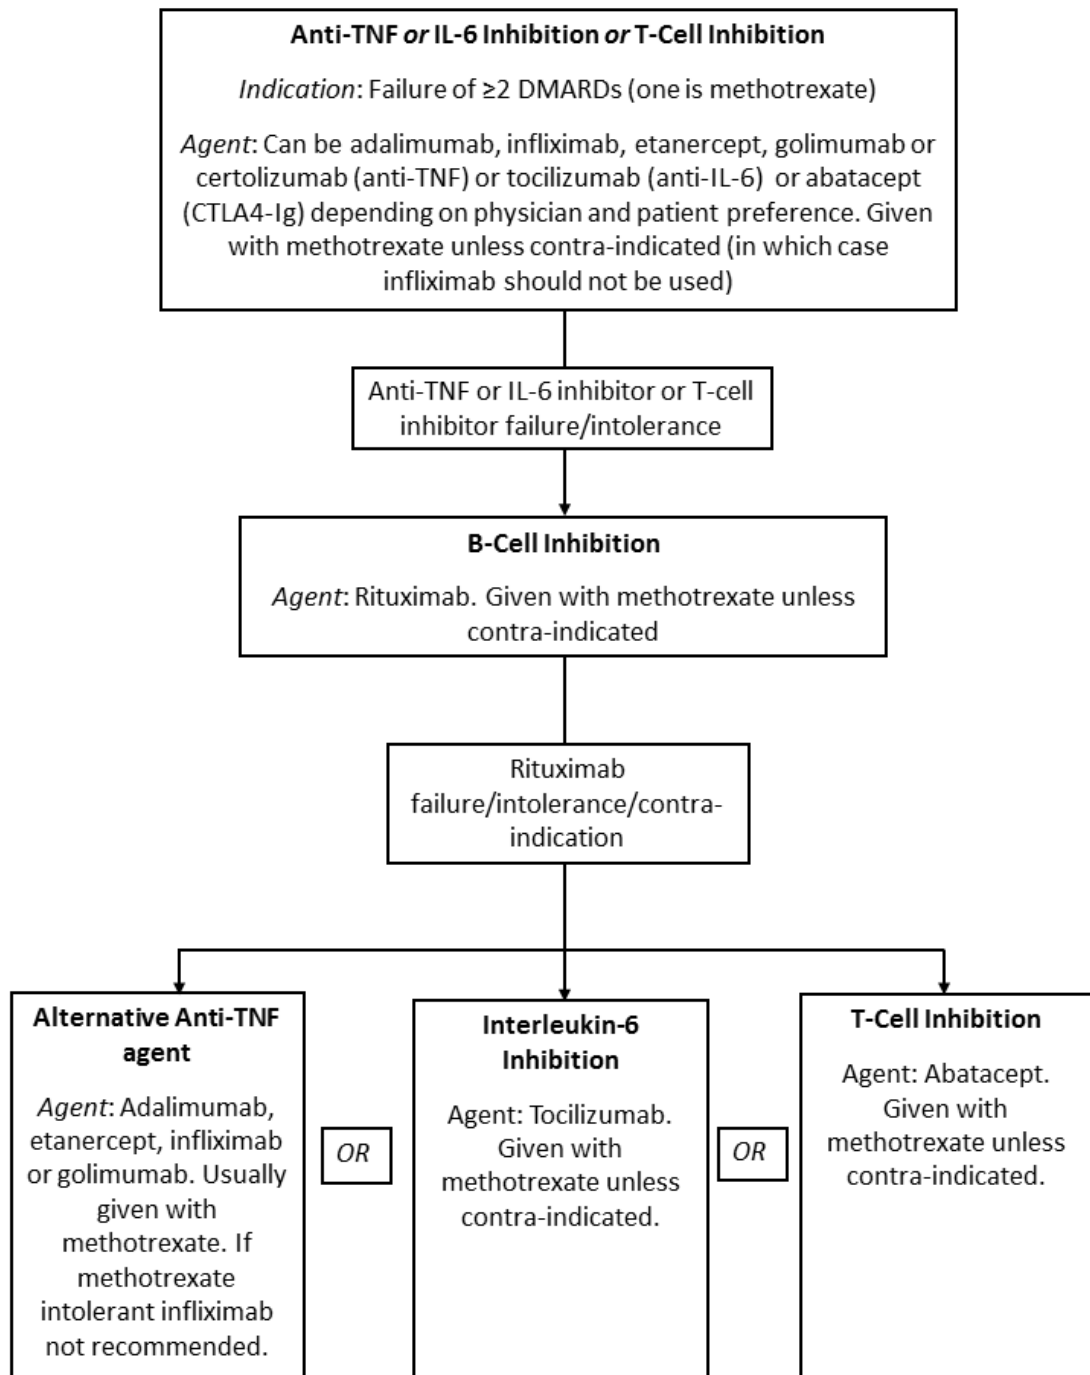 Anti-TNF or IL-6 Inhibition or T-Cell Inhibition
Indication: Failure of ≥2 DMARDs (one is methotrexate)
Agent: Can be adalimumab, infliximab, etanercept, golimumab or
certolizumab (anti-TNF) or tocilizumab (anti-IL-6) or abatacept
(CTLA4-Ig) depending on physician and patient preference. Given
with methotrexate unless contra-indicated (in which case
infliximab should not be used)
Anti-TNF or IL-6 inhibitor or T-cell
inhibitor failure/intolerance
B-Cell Inhibition
Agent: Rituximab. Given with methotrexate unless
contra-indicated
Rituximab
failure/intolerance/contra-
indication
Alternative Anti-TNF
agent
Agent: Adalimumab,
etanercept, infliximab
or golimumab. Usually
given with
methotrexate. If
methotrexate
intolerant infliximab
not recommended.
OR
Interleukin-6
Inhibition
Agent: Tocilizumab.
Given with
methotrexate unless
contra-indicated.
OR
T-Cell Inhibition
Agent: Abatacept.
Given with
methotrexate unless
contra-indicated.